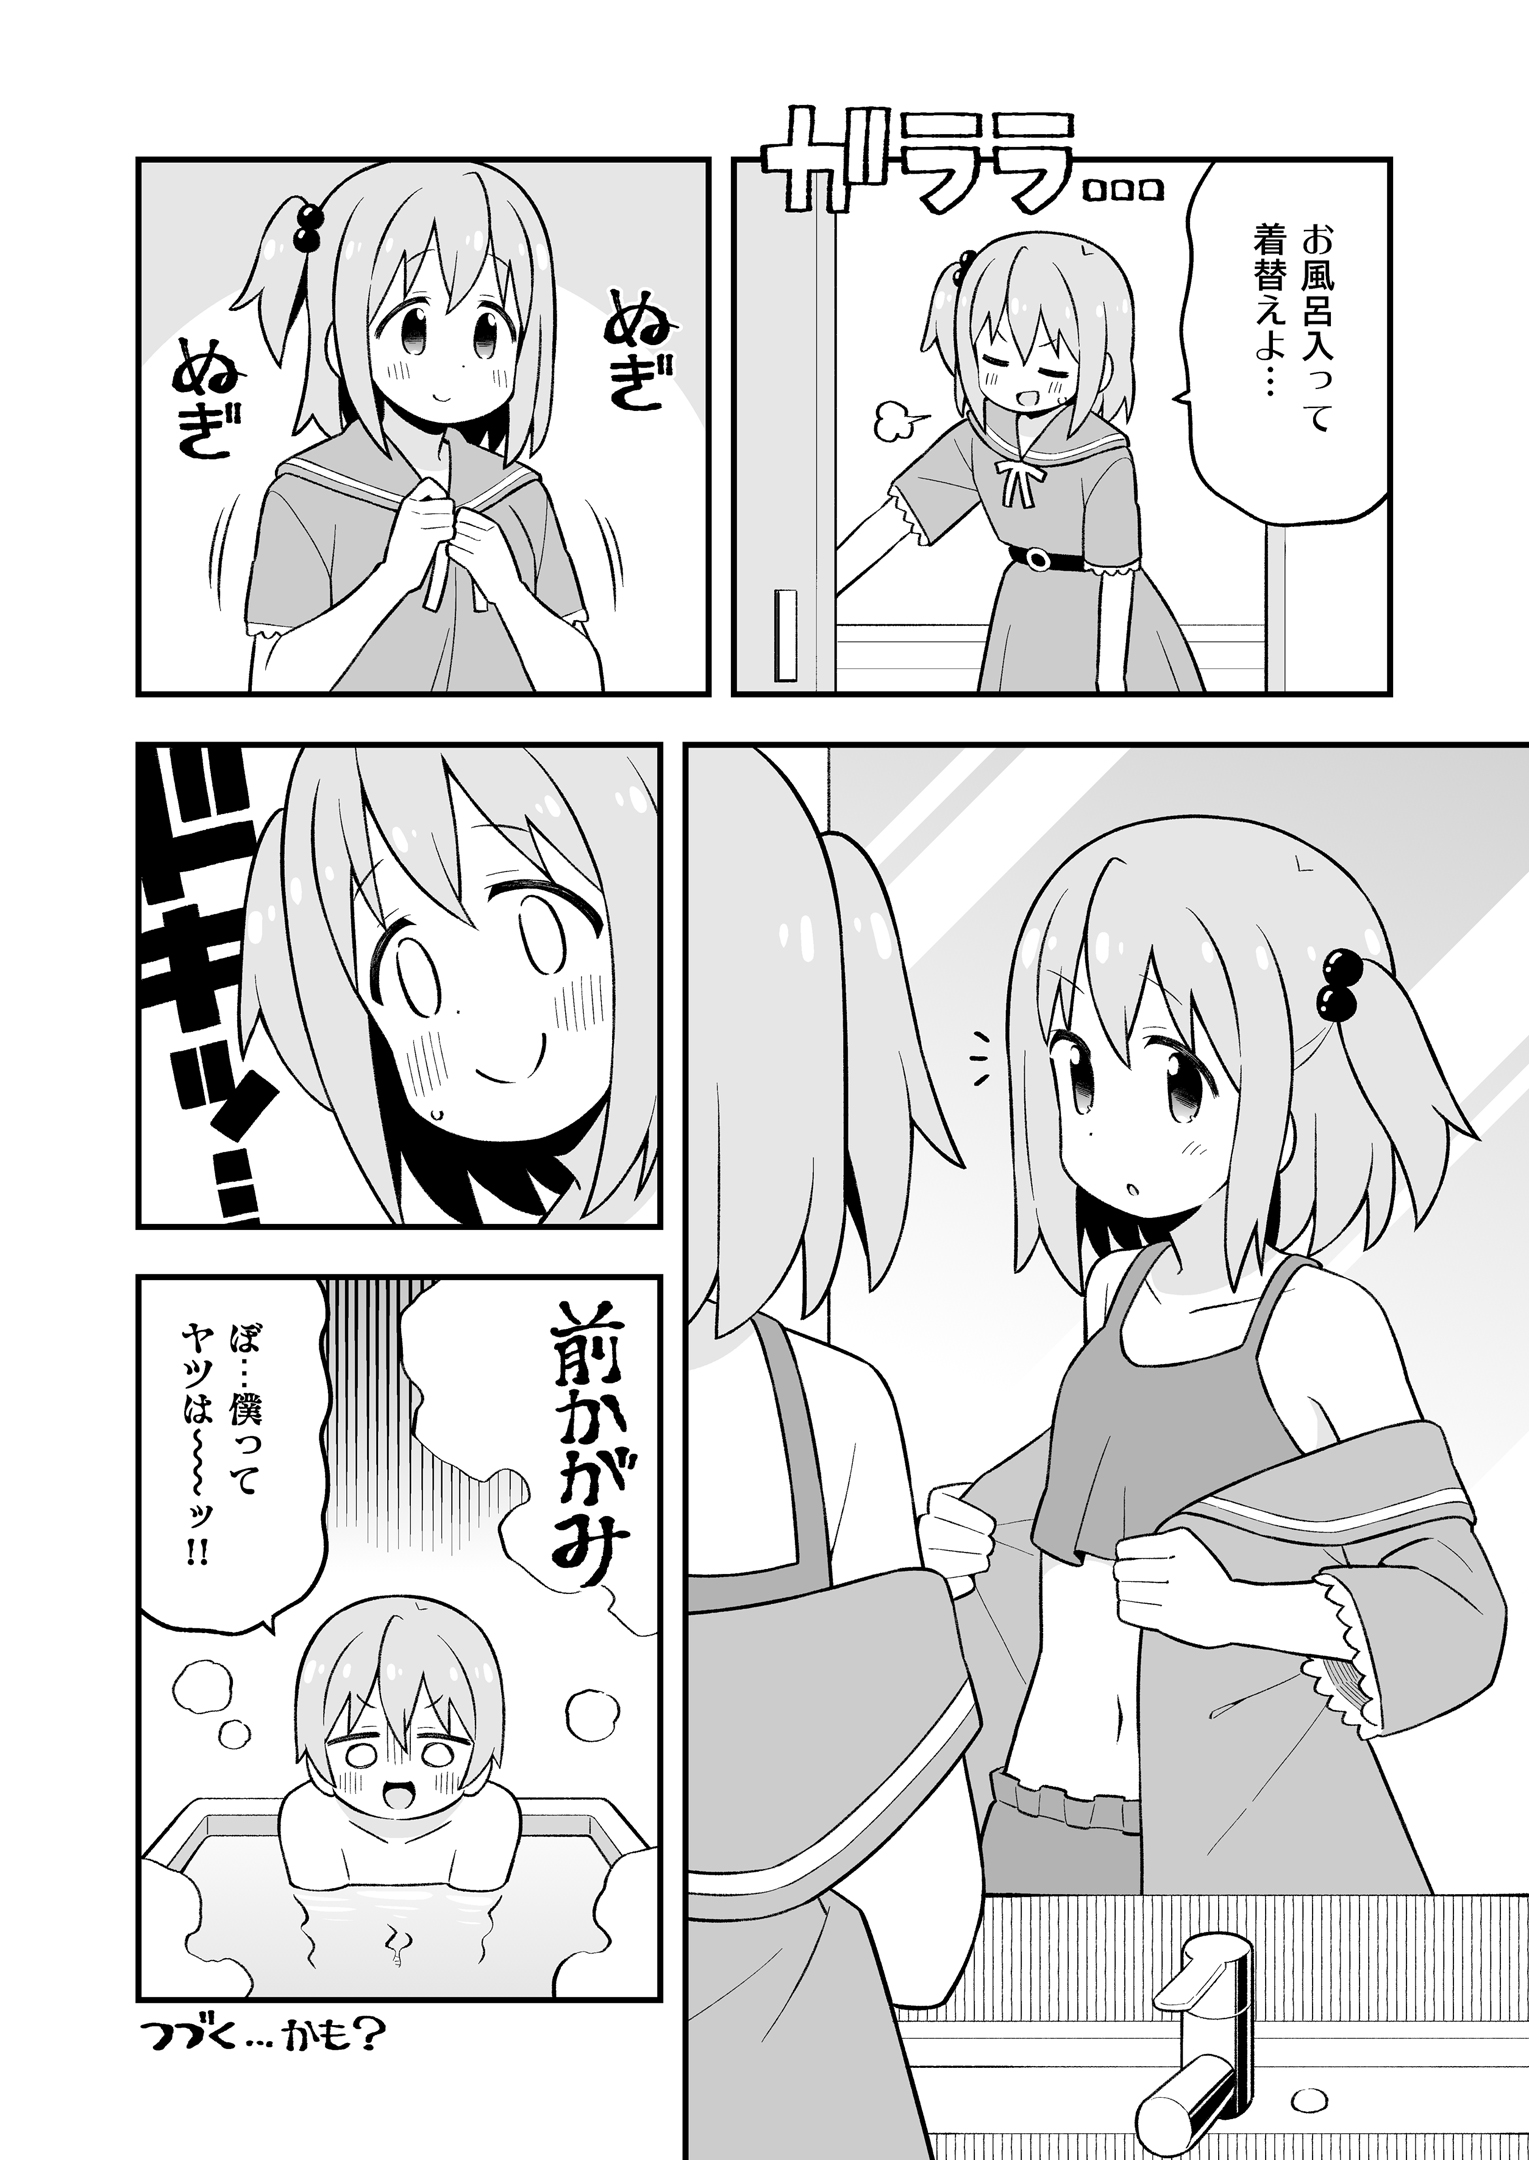 ガララ…
お風呂入って
着替えよ…
ぬぎ
ぬぎ
ドキッ…
前かがみ
ぼ…僕って
ヤツは～～～ッ!!
つづく…かも?